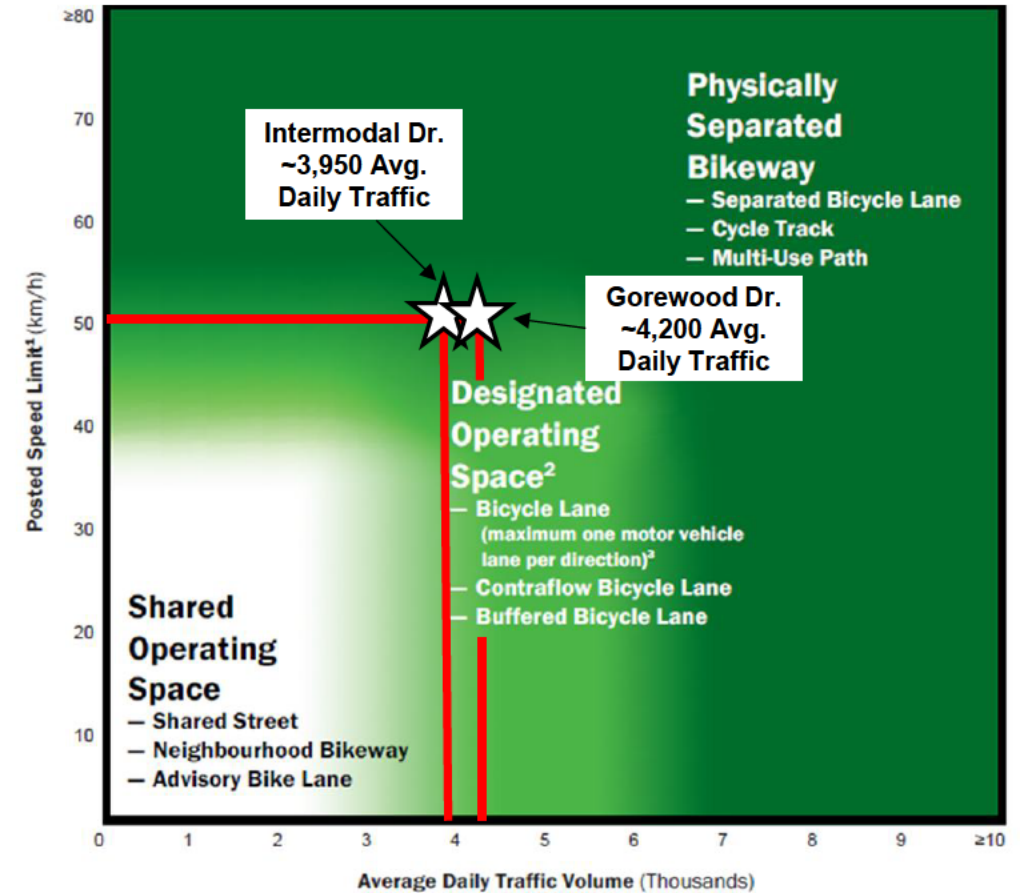 ≥80
70
60
50
40
30
20
10
Posted Speed Limit¹ (km/h)
Intermodal Dr.
~3,950 Avg.
Daily Traffic
Physically
Separated
Bikeway
— Separated Bicycle Lane
— Cycle Track
— Multi-Use Path
Gorewood Dr.
~4,200 Avg.
Daily Traffic
Designated
Operating
Space²
— Bicycle Lane
(maximum one motor vehicle
lane per direction)³
— Contraflow Bicycle Lane
— Buffered Bicycle Lane
Shared
Operating
Space
— Shared Street
— Neighbourhood Bikeway
— Advisory Bike Lane
0 1 2 3 4 5 6 7 8 9 ≥10
Average Daily Traffic Volume (Thousands)